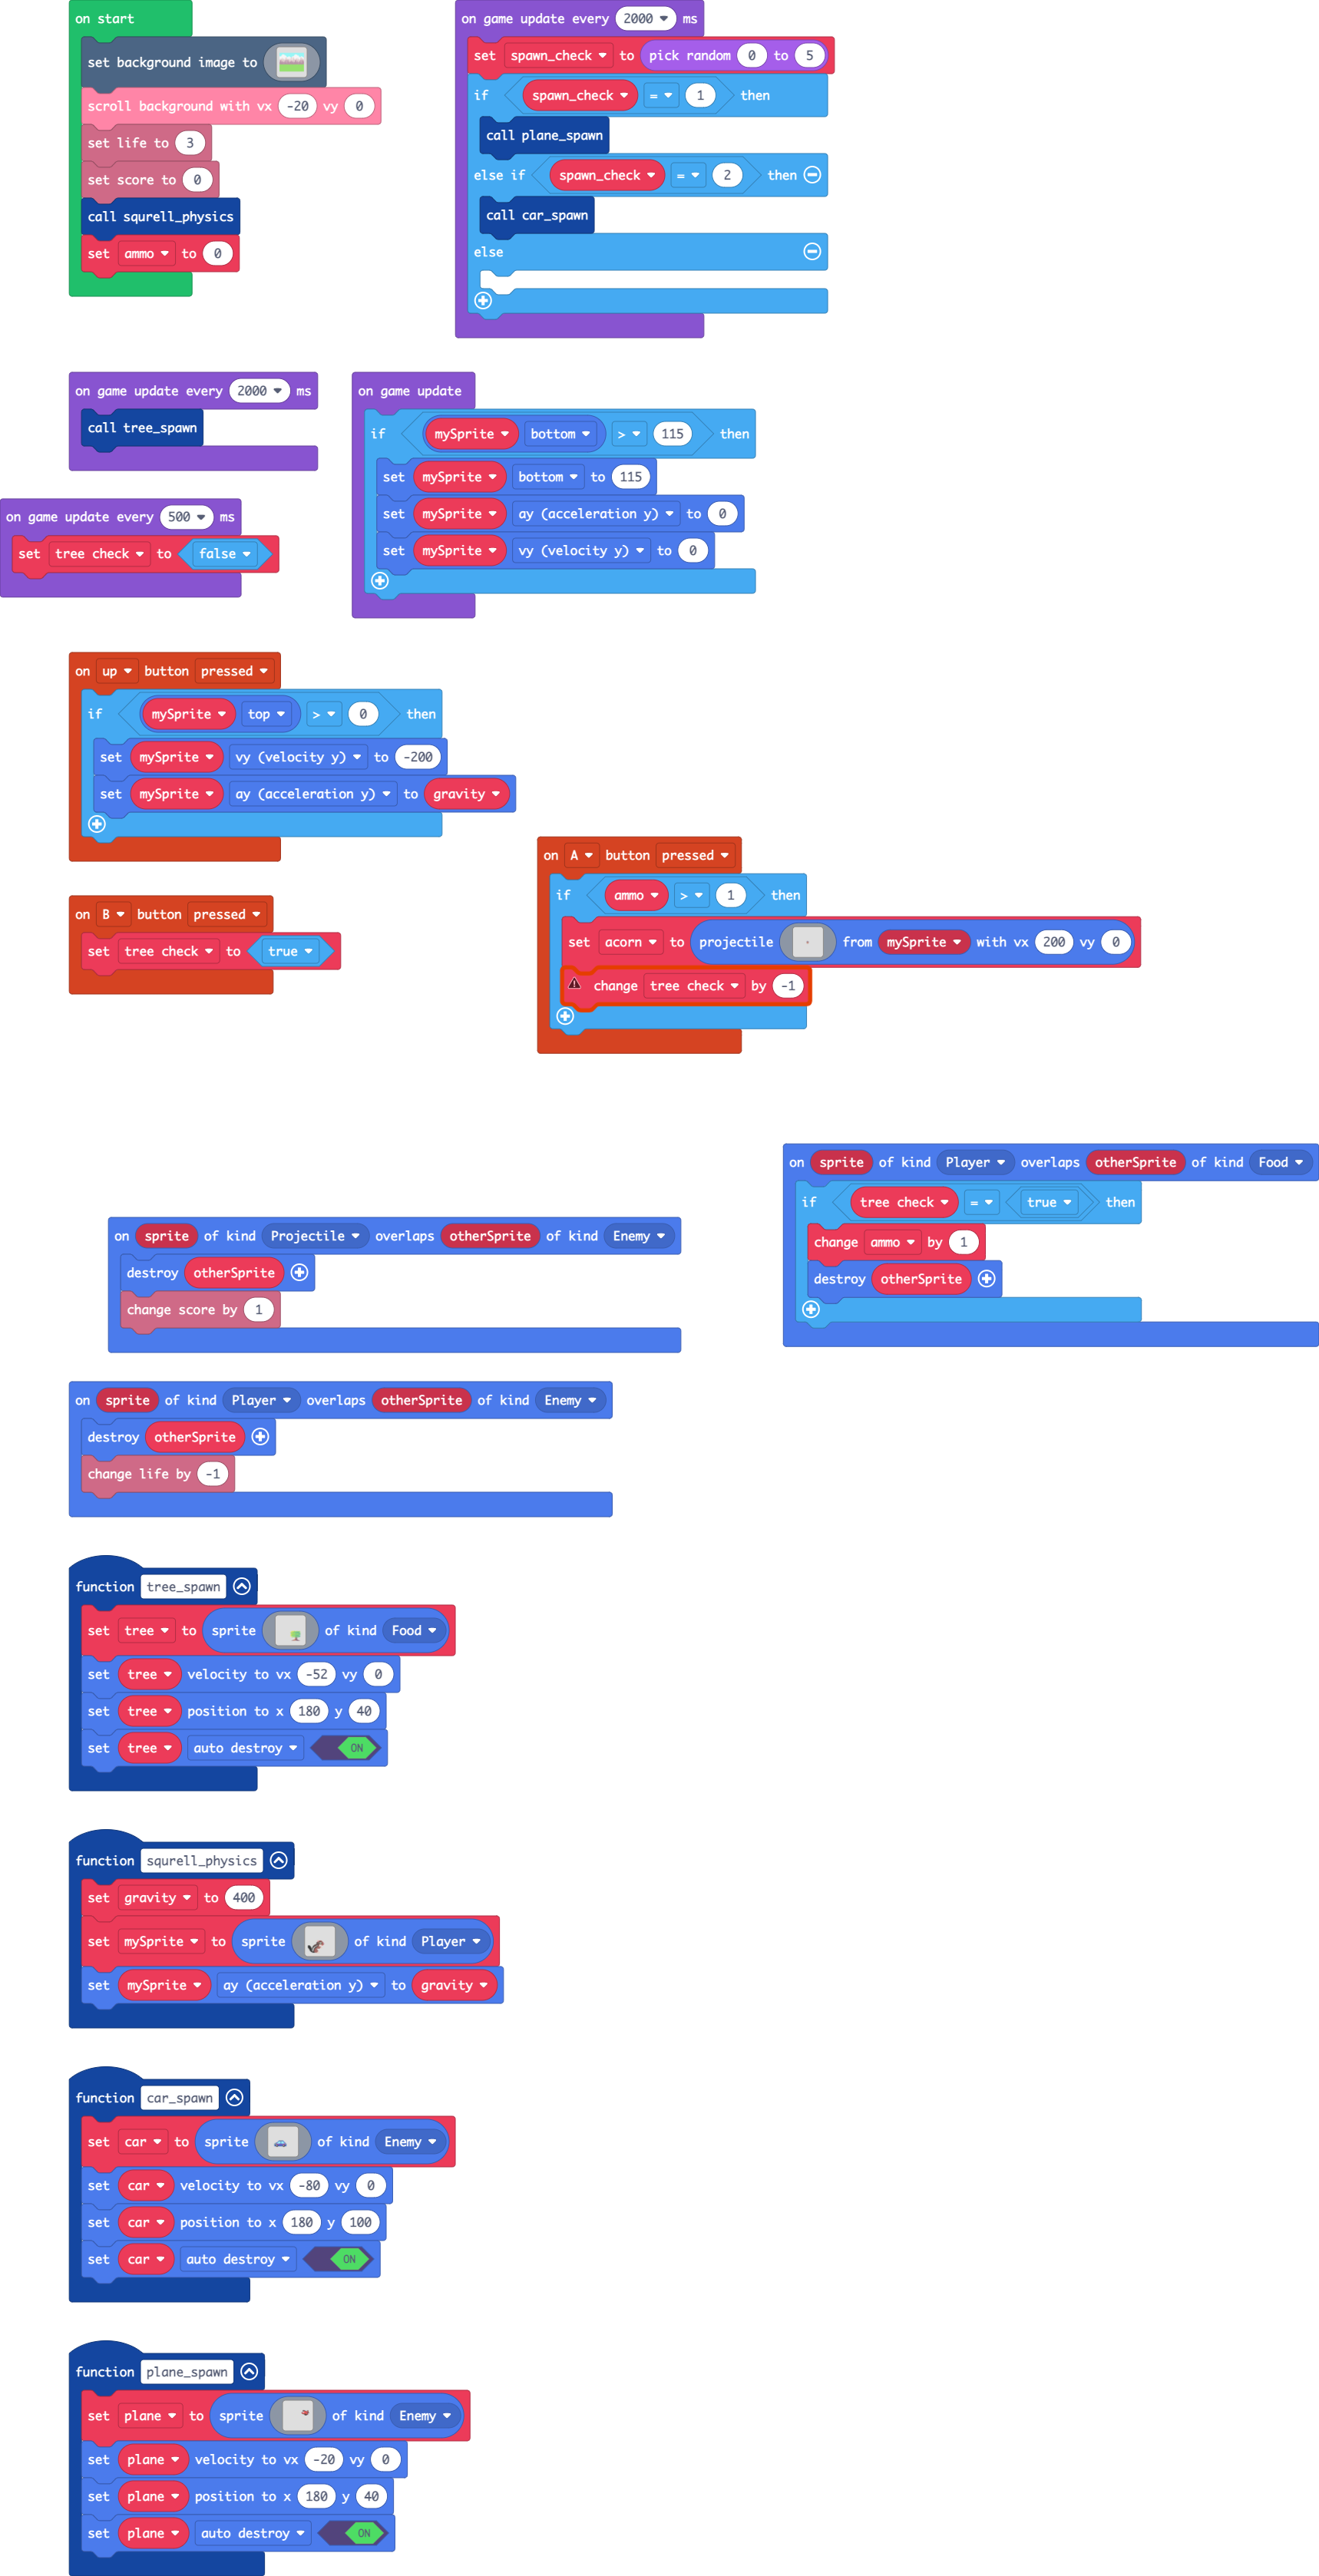 on start
set background image to
scroll background with vx -20 vy 0
set life to 3
set score to 0
call squrell_physics
set ammo to 0
on game update every 2000 ms
set spawn_check to pick random 0 to 5
if spawn_check = 1 then
call plane_spawn
else if spawn_check = 2 then
call car_spawn
else
on game update every 2000 ms
call tree_spawn
on game update
if mySprite bottom > 115 then
set mySprite bottom to 115
set mySprite ay (acceleration y) to 0
set mySprite vy (velocity y) to 0
on game update every 500 ms
set tree check to false
on up button pressed
if mySprite top > 0 then
set mySprite vy (velocity y) to -200
set mySprite ay (acceleration y) to gravity
on A button pressed
if ammo > 1 then
set acorn to projectile from mySprite with vx 200 vy 0
change tree check by -1
on B button pressed
set tree check to true
on sprite of kind Player overlaps otherSprite of kind Food
if tree check = true then
change ammo by 1
destroy otherSprite
on sprite of kind Projectile overlaps otherSprite of kind Enemy
destroy otherSprite
change score by 1
on sprite of kind Player overlaps otherSprite of kind Enemy
destroy otherSprite
change life by -1
function tree_spawn
set tree to sprite of kind Food
set tree velocity to vx -52 vy 0
set tree position to x 180 y 40
set tree auto destroy ON
function squrell_physics
set gravity to 400
set mySprite to sprite of kind Player
set mySprite ay (acceleration y) to gravity
function car_spawn
set car to sprite of kind Enemy
set car velocity to vx -80 vy 0
set car position to x 180 y 100
set car auto destroy ON
function plane_spawn
set plane to sprite of kind Enemy
set plane velocity to vx -20 vy 0
set plane position to x 180 y 40
set plane auto destroy ON